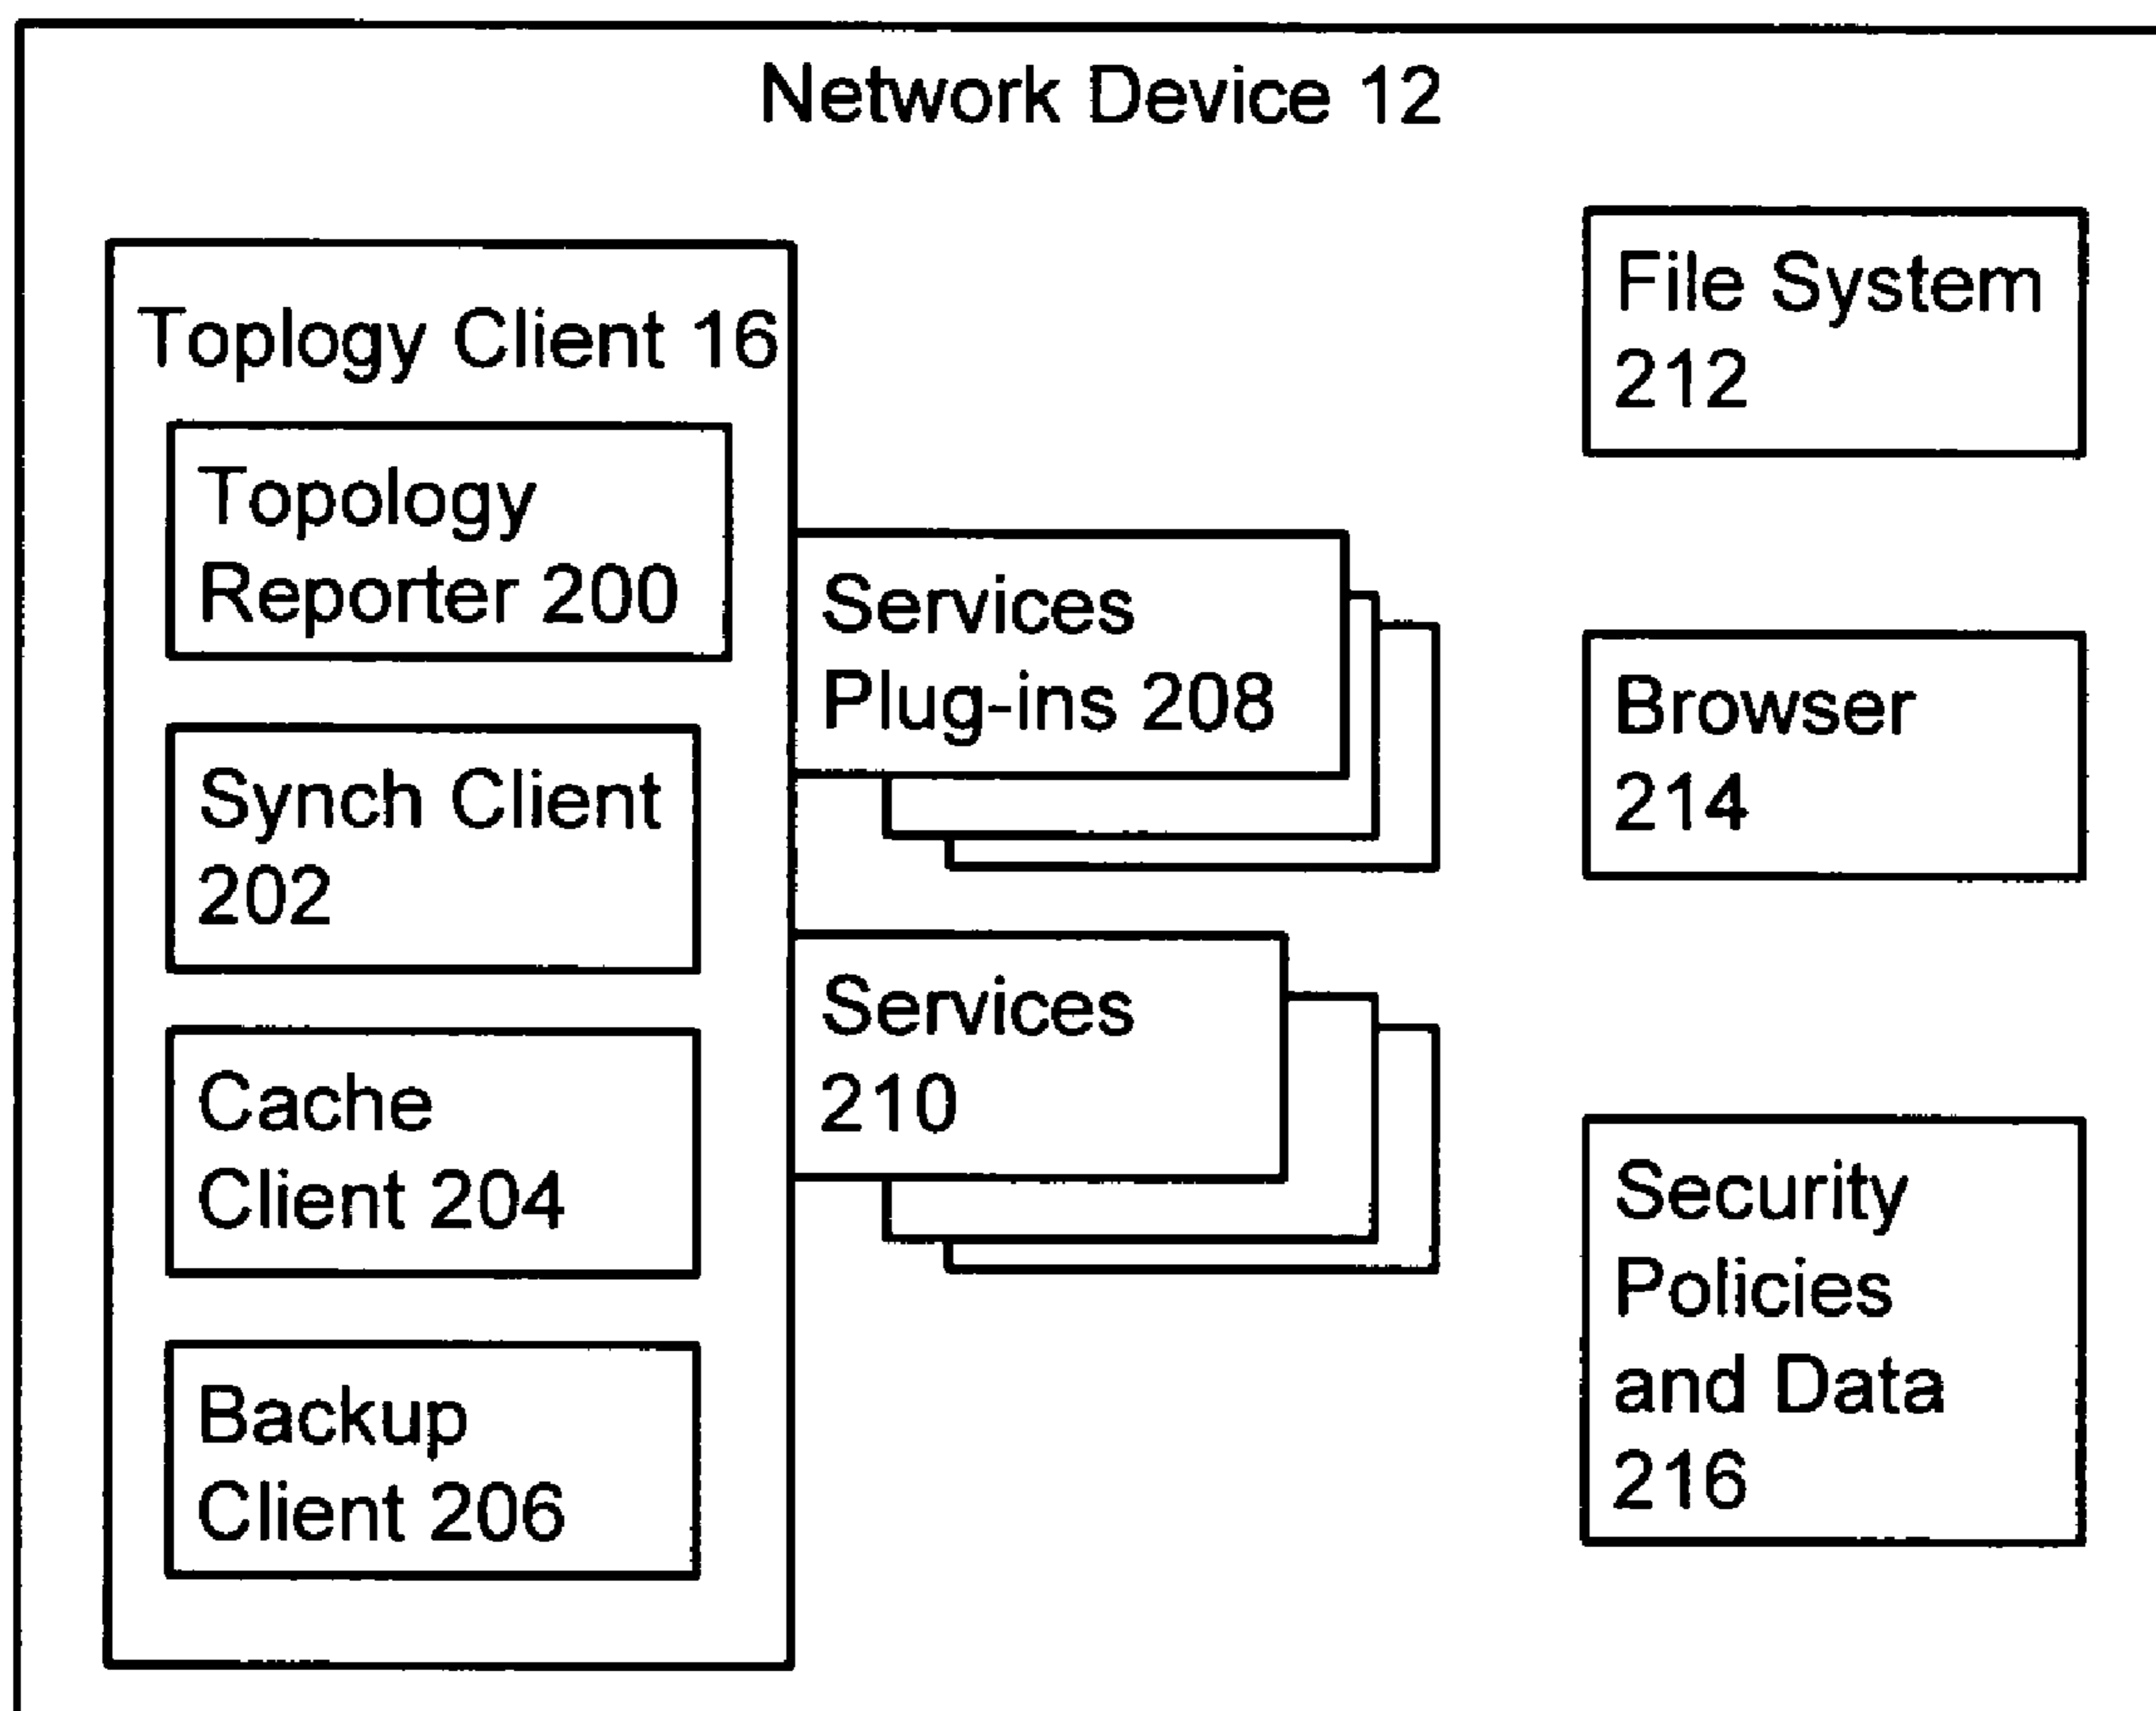 Network Device 12
Toplogy Client 16
Topology
Reporter 200
Synch Client
202
Cache
Client 204
Backup
Client 206
Services
Plug-ins 208
Services
210
File System
212
Browser
214
Security
Policies
and Data
216